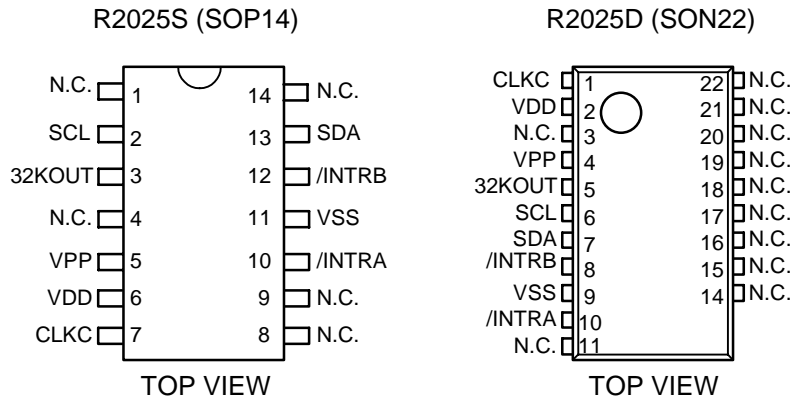 R2025S (SOP14)
N.C. 1 14 N.C.
SCL 2 13 SDA
32KOUT 3 12 /INTRB
N.C. 4 11 VSS
VPP 5 10 /INTRA
VDD 6 9 N.C.
CLKC 7 8 N.C.
TOP VIEW
R2025D (SON22)
CLKC 1 22 N.C.
VDD 2 21 N.C.
N.C. 3 20 N.C.
VPP 4 19 N.C.
32KOUT 5 18 N.C.
SCL 6 17 N.C.
SDA 7 16 N.C.
/INTRB 8 15 N.C.
VSS 9 14 N.C.
/INTRA 10
N.C. 11
TOP VIEW